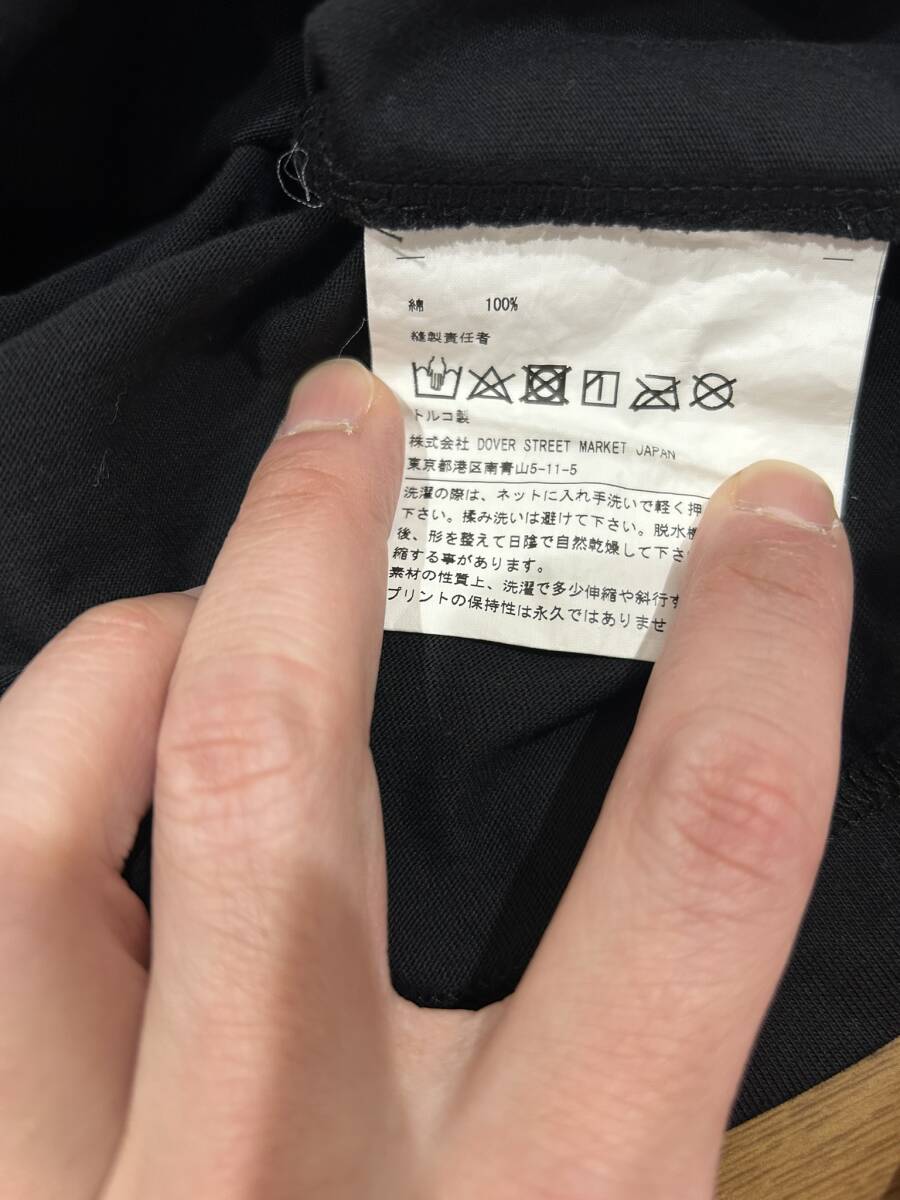 綿 100%
縫製責任者
トルコ製
株式会社 DOVER STREET MARKET JAPAN
東京都港区南青山5-11-5
洗濯の際は、ネットに入れ手洗いで軽く押
下さい。揉み洗いは避けて下さい。脱水機
後、形を整えて日陰で自然乾燥して下さ
縮する事があります。
素材の性質上、洗濯で多少伸縮や斜行す
プリントの保持性は永久ではありませ